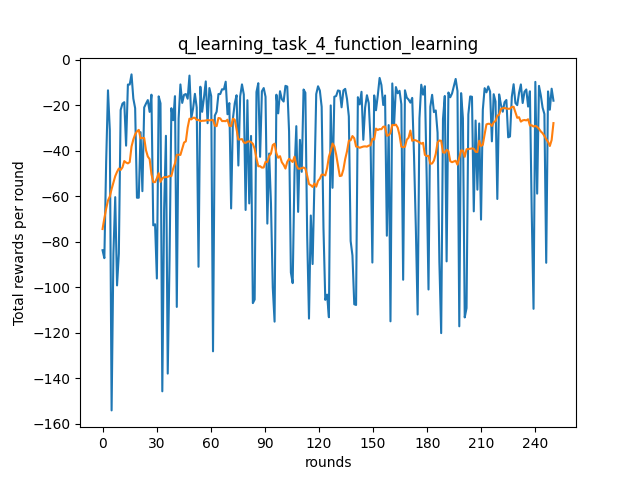 q_learning_task_4_function_learning
Total rewards per round
0
−20
−40
−60
−80
−100
−120
−140
−160
0 30 60 90 120 150 180 210 240
rounds